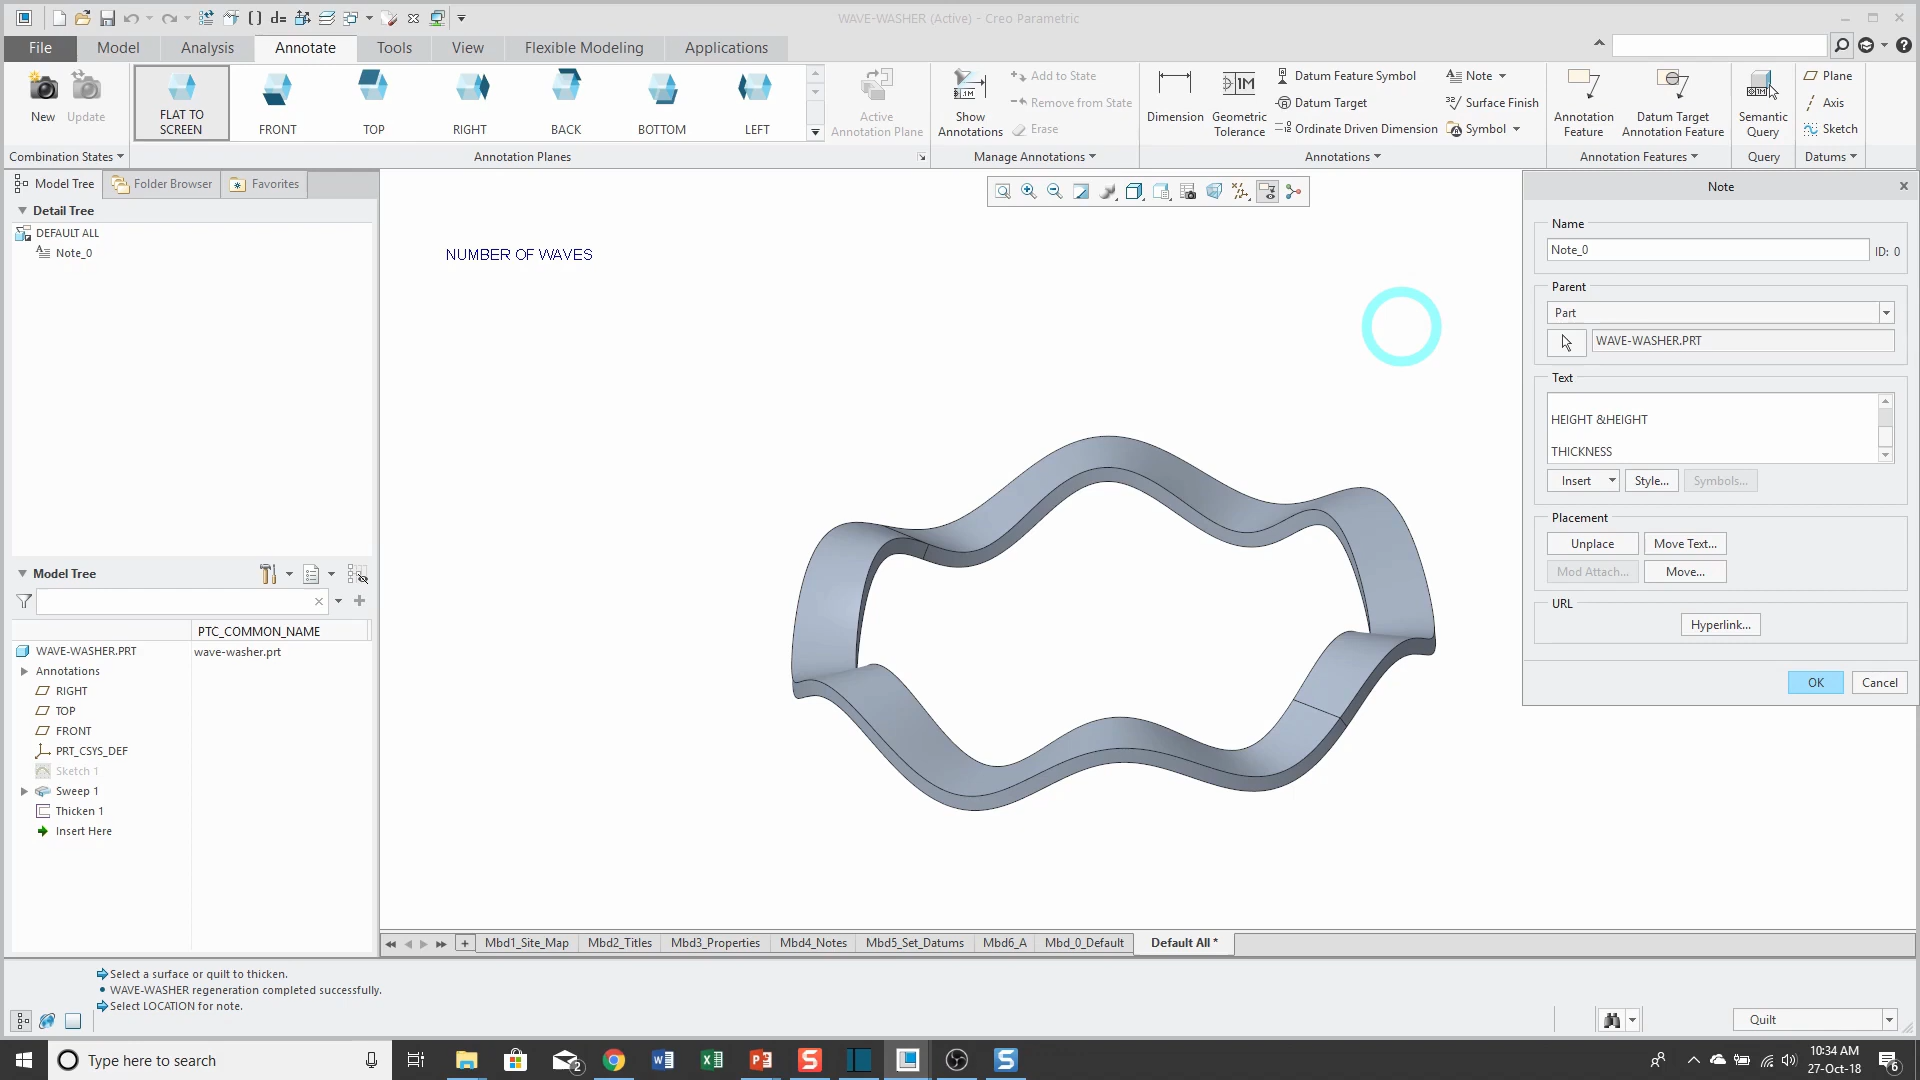 WAVE-WASHER (Active) - Creo Parametric
File Model Analysis Annotate Tools View Flexible Modeling Applications
New Update
FLAT TO SCREEN FRONT TOP RIGHT BACK BOTTOM LEFT
Active Annotation Plane
Show Annotations
Add to State
Remove from State
Erase
Dimension
Geometric Tolerance
Datum Feature Symbol
Datum Target
Ordinate Driven Dimension
Note
Surface Finish
Symbol
Annotation Feature
Datum Target Annotation Feature
Semantic Query
Plane
Axis
Sketch
Combination States Annotation Planes Manage Annotations Annotations Annotation Features Query Datums
Model Tree Folder Browser Favorites
Detail Tree
DEFAULT ALL
Note_0
NUMBER OF WAVES
Note
Name
Note_0 ID: 0
Parent
Part
WAVE-WASHER.PRT
Text
HEIGHT &HEIGHT
THICKNESS
Insert Style... Symbols...
Placement
Unplace Move Text...
Mod Attach... Move...
URL
Hyperlink...
OK Cancel
Model Tree
PTC_COMMON_NAME
WAVE-WASHER.PRT wave-washer.prt
Annotations
RIGHT
TOP
FRONT
PRT_CSYS_DEF
Sketch 1
Sweep 1
Thicken 1
Insert Here
Mbd1_Site_Map Mbd2_Titles Mbd3_Properties Mbd4_Notes Mbd5_Set_Datums Mbd6_A Mbd_0_Default Default All *
Select a surface or quilt to thicken.
WAVE-WASHER regeneration completed successfully.
Select LOCATION for note.
Quilt
Type here to search
2
10:34 AM
27-Oct-18
6